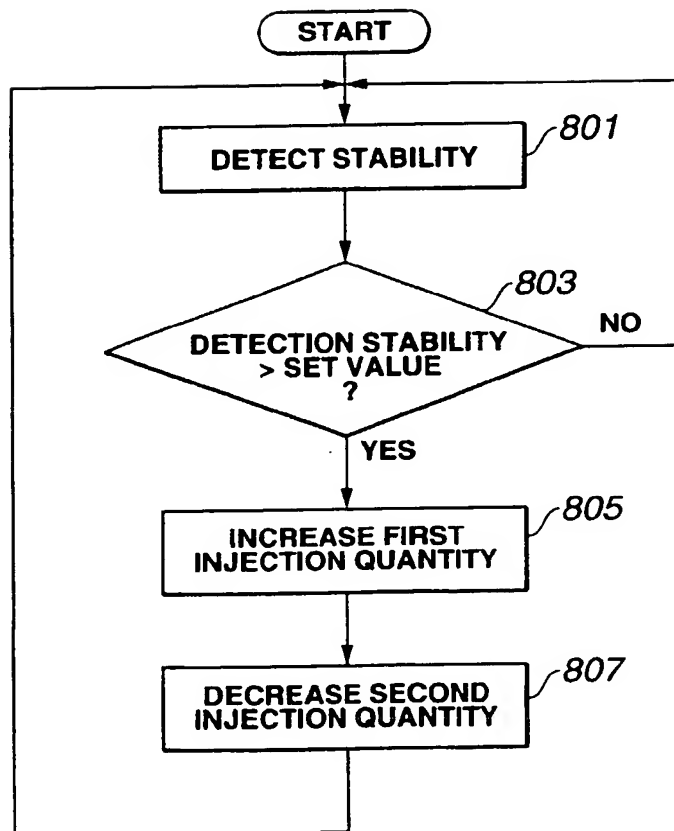 START
DETECT STABILITY
801
803
DETECTION STABILITY
> SET VALUE
?
NO
YES
805
INCREASE FIRST
INJECTION QUANTITY
807
DECREASE SECOND
INJECTION QUANTITY